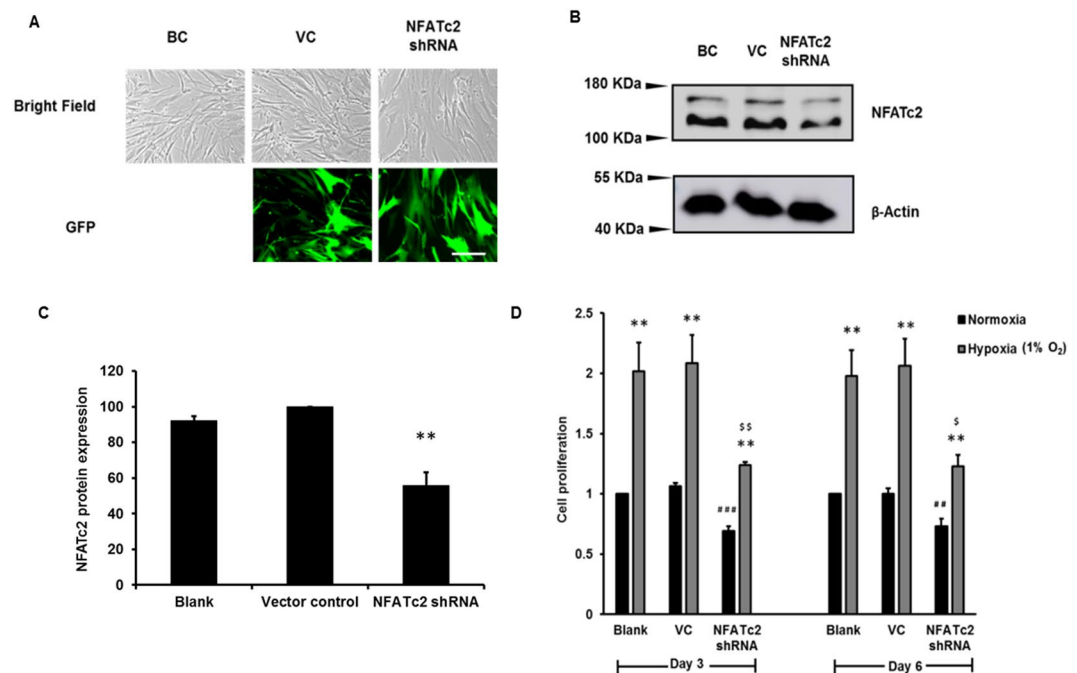 A
BC
VC
NFATc2
shRNA
Bright Field
GFP
B
BC
VC
NFATc2
shRNA
180 KDa
100 KDa
NFATc2
55 KDa
40 KDa
β-Actin
C
NFATc2 protein expression
120
100
80
60
40
20
0
**
Blank
Vector control
NFATc2 shRNA
D
Cell proliferation
2.5
2
1.5
1
0.5
0
**
**
$$
**
###
**
**
$
**
##
Normoxia
Hypoxia (1% O₂)
Blank
VC
NFATc2
shRNA
Blank
VC
NFATc2
shRNA
Day 3
Day 6